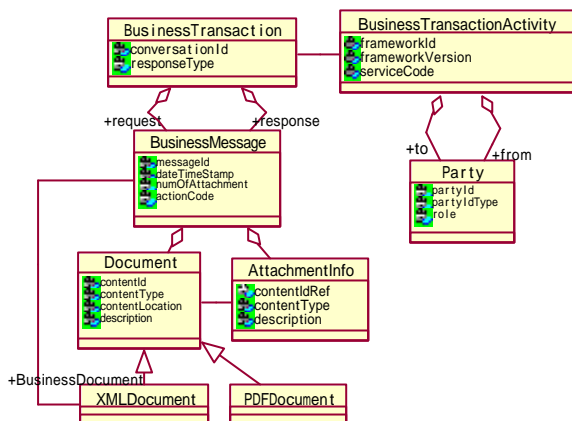 BusinessTransaction
conversationId
responseType
BusinessTransactionActivity
frameworkId
frameworkVersion
serviceCode
+request
+response
+to
+from
BusinessMessage
messageId
dateTimeStamp
numOfAttachment
actionCode
Party
partyId
partyIdType
role
Document
contentId
contentType
contentLocation
description
AttachmentInfo
contentIdRef
contentType
description
+BusinessDocument
XMLDocument
PDFDocument